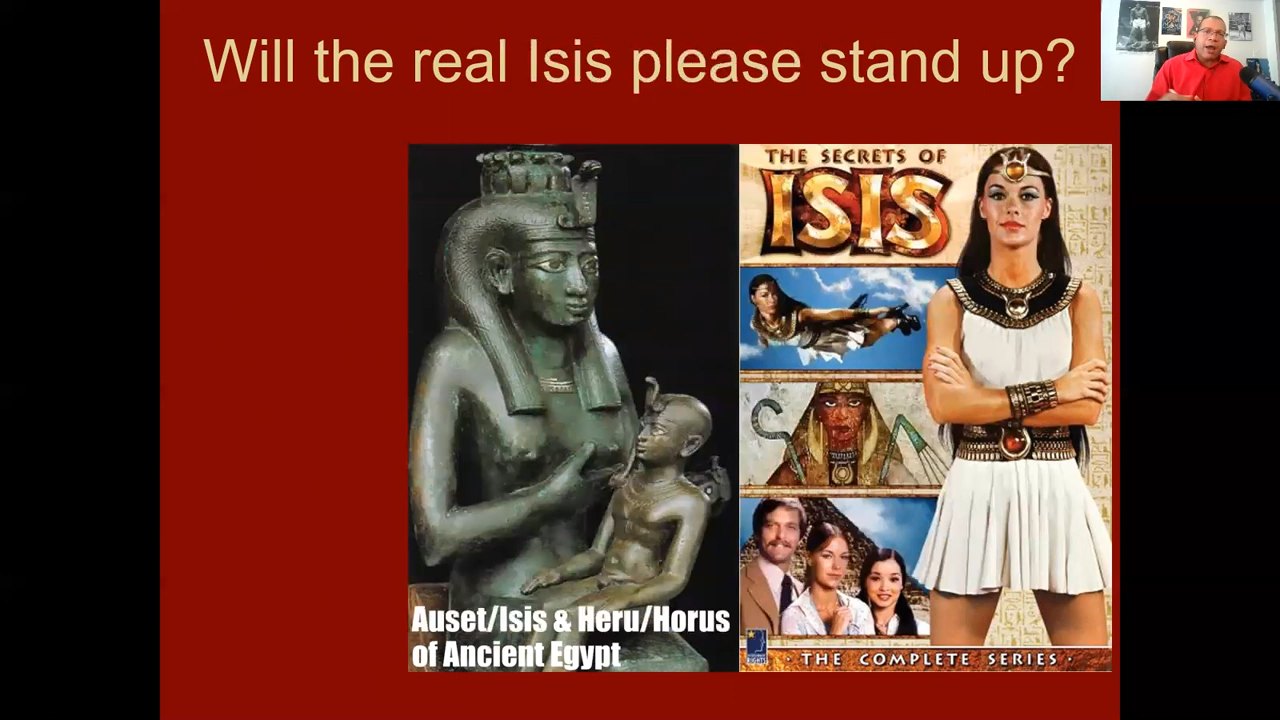 Will the real Isis please stand up?
Auset/Isis & Heru/Horus
of Ancient Egypt
THE SECRETS OF
ISIS
· THE COMPLETE SERIES ·